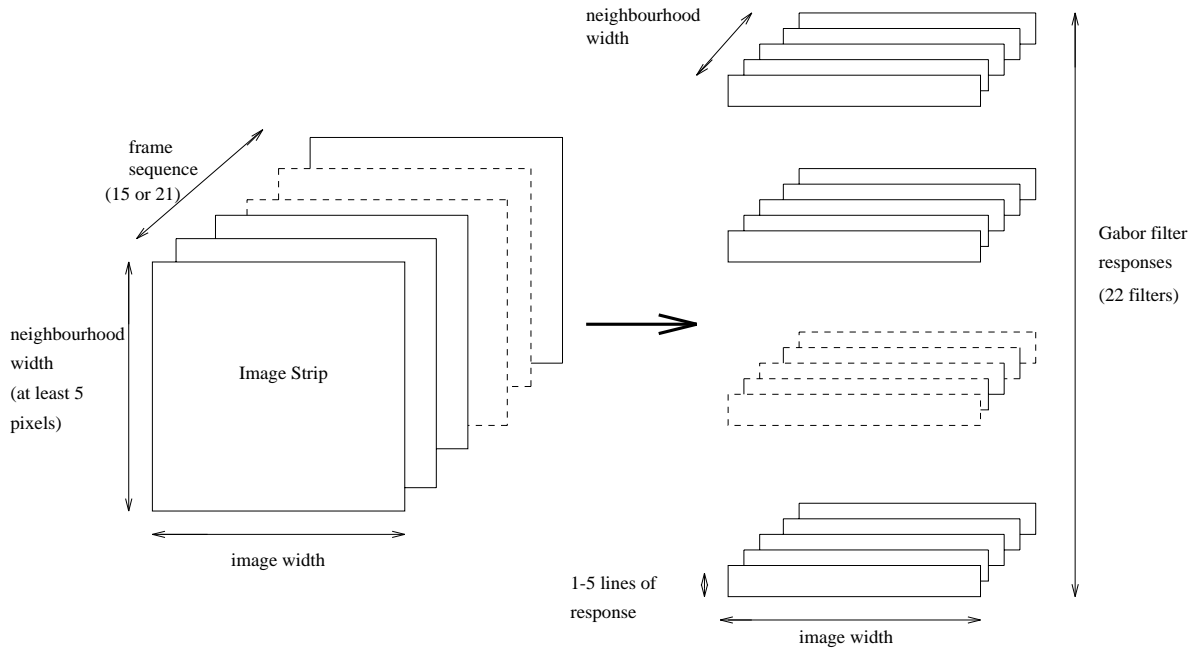 neighbourhood
width
frame
sequence
(15 or 21)
neighbourhood
width
(at least 5
pixels)
Image Strip
image width
Gabor filter
responses
(22 filters)
1-5 lines of
response
image width